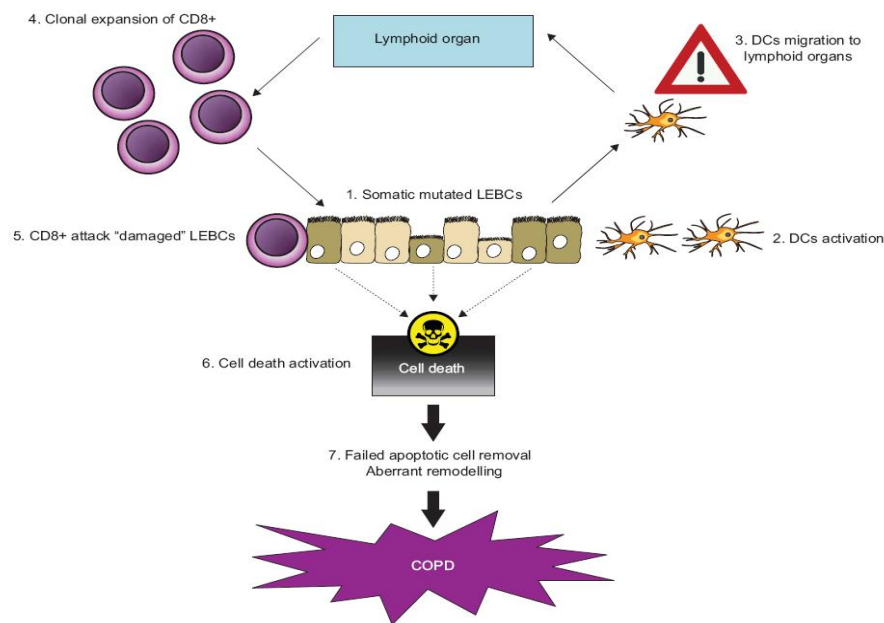 4. Clonal expansion of CD8+
Lymphoid organ
3. DCs migration to
lymphoid organs
1. Somatic mutated LEBCs
5. CD8+ attack “damaged” LEBCs
2. DCs activation
6. Cell death activation
Cell death
7. Failed apoptotic cell removal
Aberrant remodelling
COPD